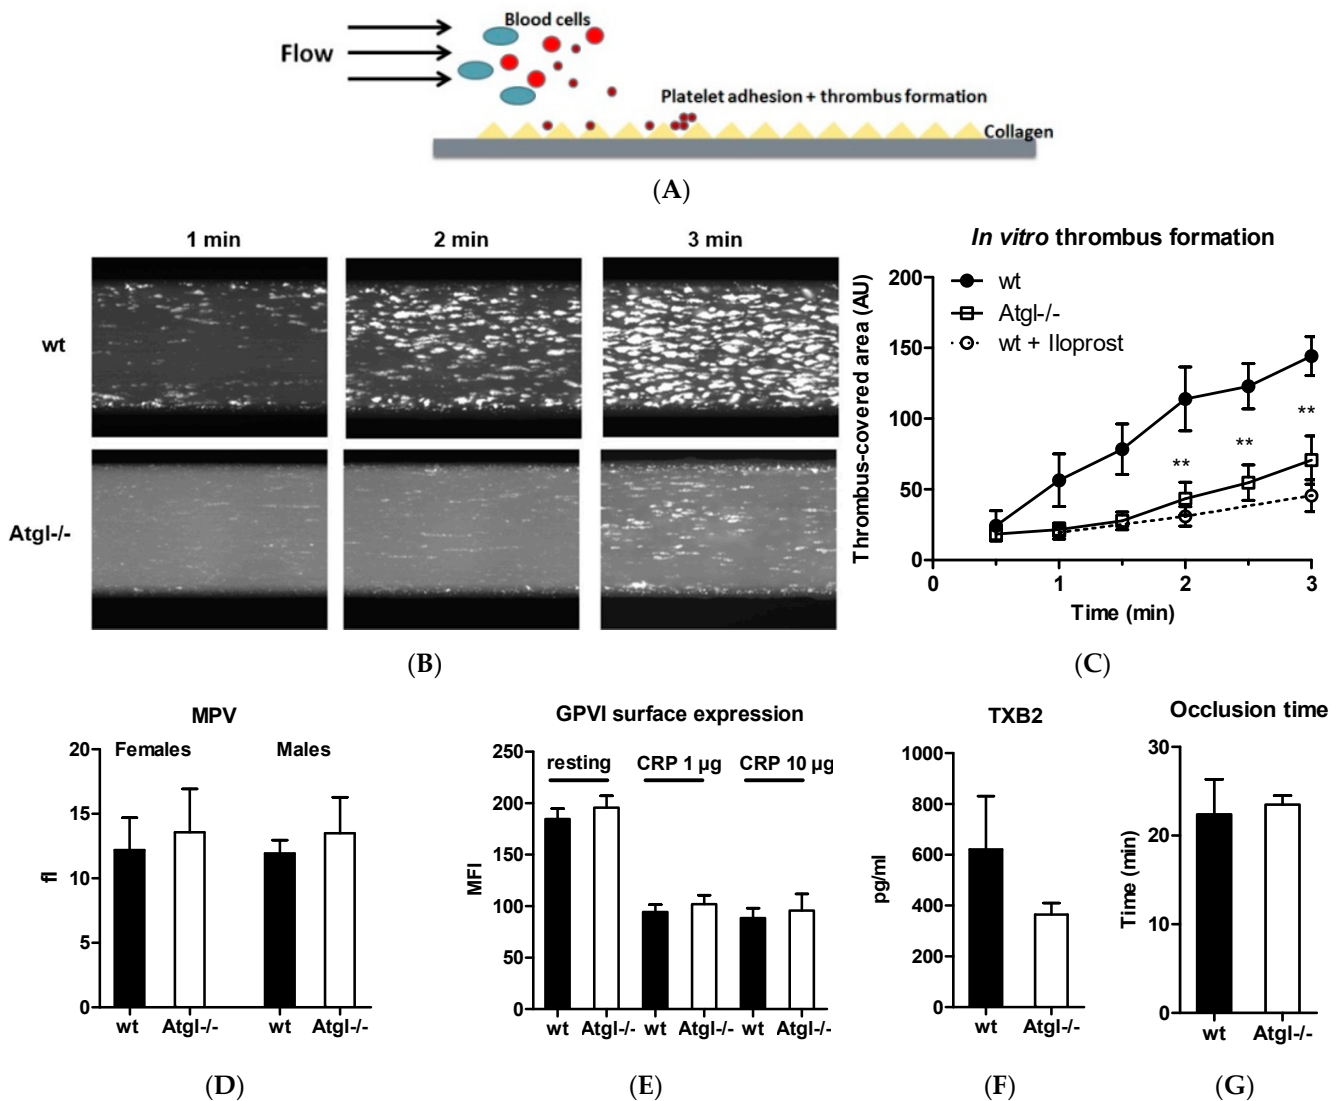 Blood cells
Flow
Platelet adhesion + thrombus formation
Collagen
(A)
1 min 2 min 3 min
wt
Atgl-/-
(B)
In vitro thrombus formation
Thrombus-covered area (AU)
200
150
100
50
0
wt
Atgl-/-
wt + Iloprost
** ** **
0 1 2 3
Time (min)
(C)
MPV
Females Males
fl
20
15
10
5
0
wt Atgl-/- wt Atgl-/-
(D)
GPVI surface expression
resting CRP 1 µg CRP 10 µg
MFI
250
200
150
100
50
0
wt Atgl-/- wt Atgl-/- wt Atgl-/-
(E)
TXB2
pg/ml
1000
800
600
400
200
0
wt Atgl-/-
(F)
Occlusion time
Time (min)
30
20
10
0
wt Atgl-/-
(G)